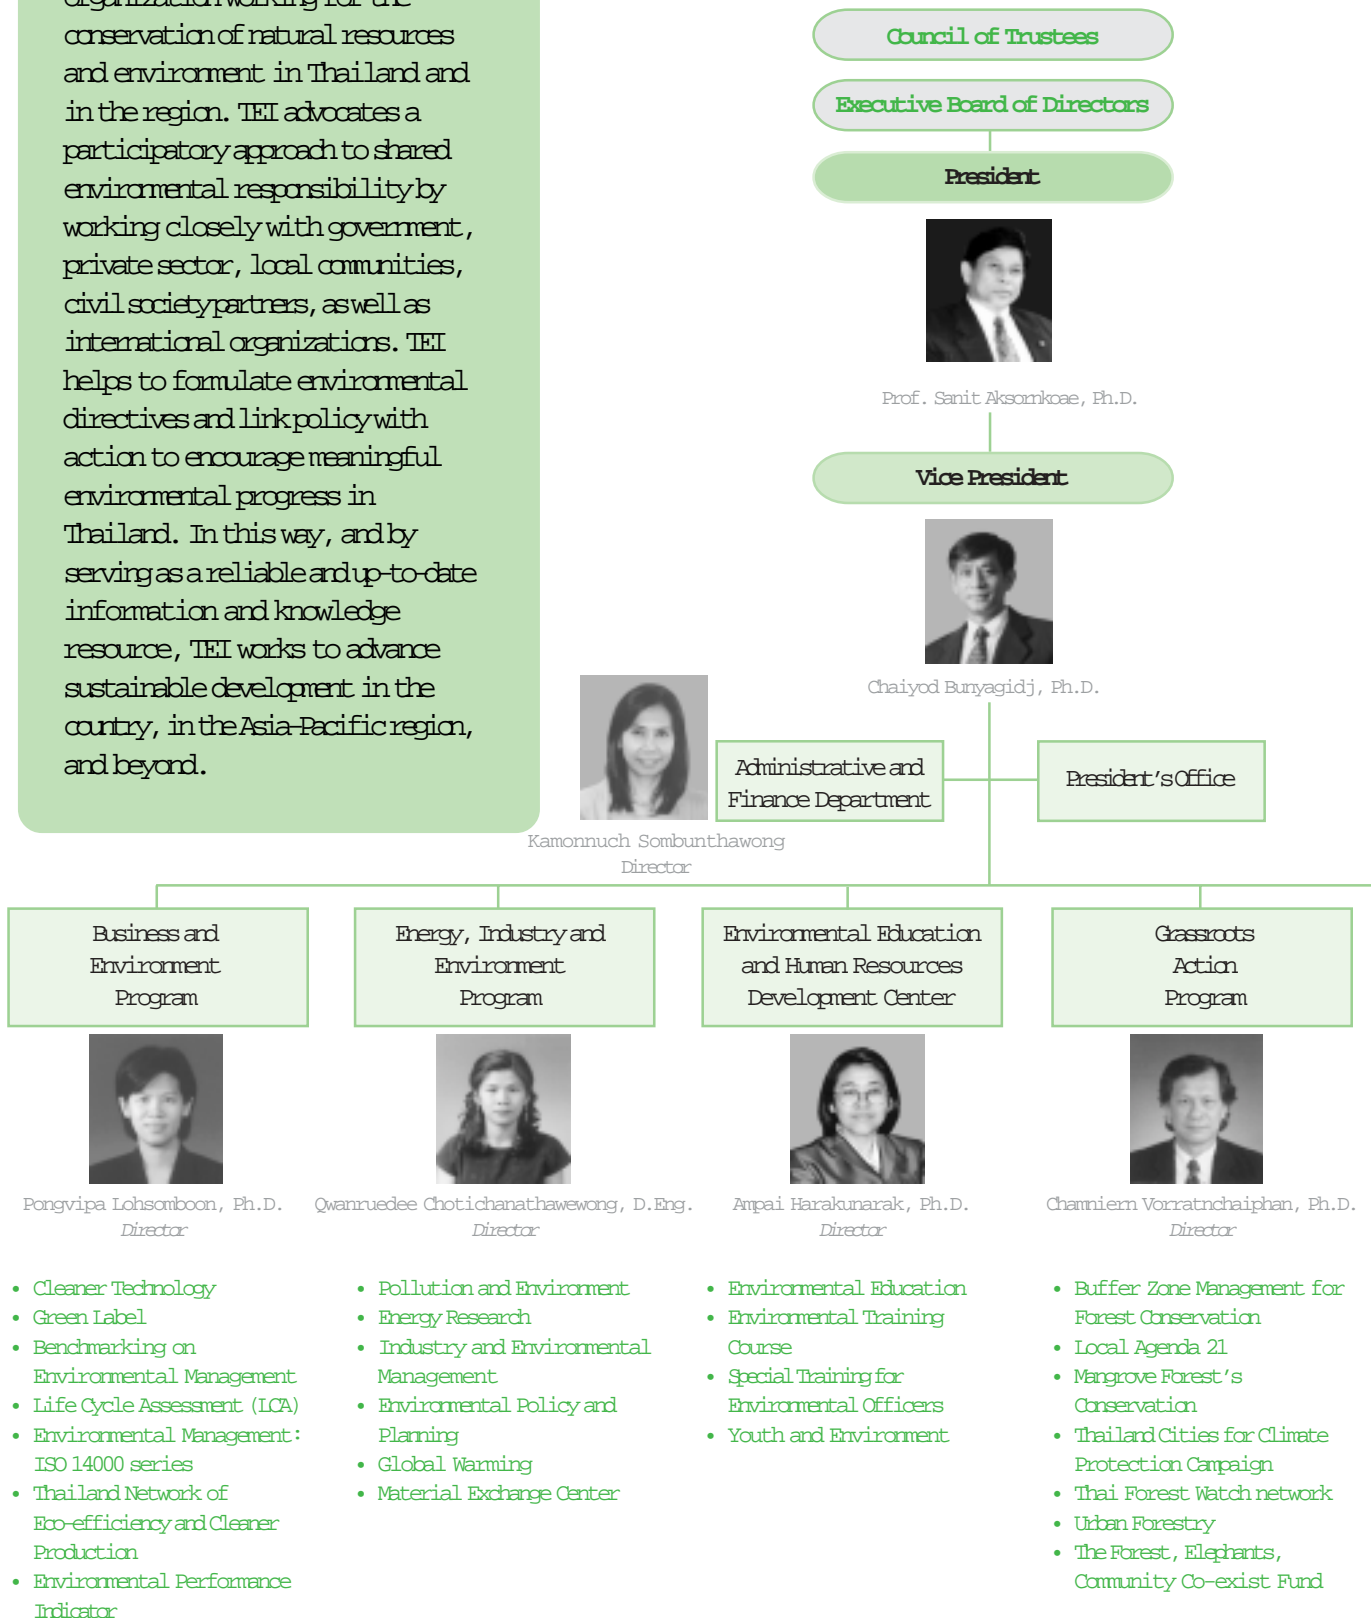 organization working for the
conservation of natural resources
and environment in Thailand and
in the region. TEI advocates a
participatory approach to shared
environmental responsibility by
working closely with government,
private sector, local communities,
civil society partners, as well as
international organizations. TEI
helps to formulate environmental
directives and link policy with
action to encourage meaningful
environmental progress in
Thailand. In this way, and by
serving as a reliable and up-to-date
information and knowledge
resource, TEI works to advance
sustainable development in the
country, in the Asia-Pacific region,
and beyond.
Council of Trustees
Executive Board of Directors
President
Prof. Sanit Aksornkoae, Ph.D.
Vice President
Chaiyod Bunyagidj, Ph.D.
Administrative and
Finance Department
Kamonnuch Sombunthawong
Director
President's Office
Business and
Environment
Program
Pongvipa Lohsomboon, Ph.D.
Director
• Cleaner Technology
• Green Label
• Benchmarking on
Environmental Management
• Life Cycle Assessment (LCA)
• Environmental Management:
ISO 14000 series
• Thailand Network of
Eco-efficiency and Cleaner
Production
• Environmental Performance
Indicator
Energy, Industry and
Environment
Program
Qwanruedee Chotichanathawewong, D.Eng.
Director
• Pollution and Environment
• Energy Research
• Industry and Environmental
Management
• Environmental Policy and
Planning
• Global Warming
• Material Exchange Center
Environmental Education
and Human Resources
Development Center
Ampai Harakunarak, Ph.D.
Director
• Environmental Education
• Environmental Training
Course
• Special Training for
Environmental Officers
• Youth and Environment
Grassroots
Action
Program
Chamniern Vorratnchaiphan, Ph.D.
Director
• Buffer Zone Management for
Forest Conservation
• Local Agenda 21
• Mangrove Forest's
Conservation
• Thailand Cities for Climate
Protection Campaign
• Thai Forest Watch network
• Urban Forestry
• The Forest, Elephants,
Community Co-exist Fund